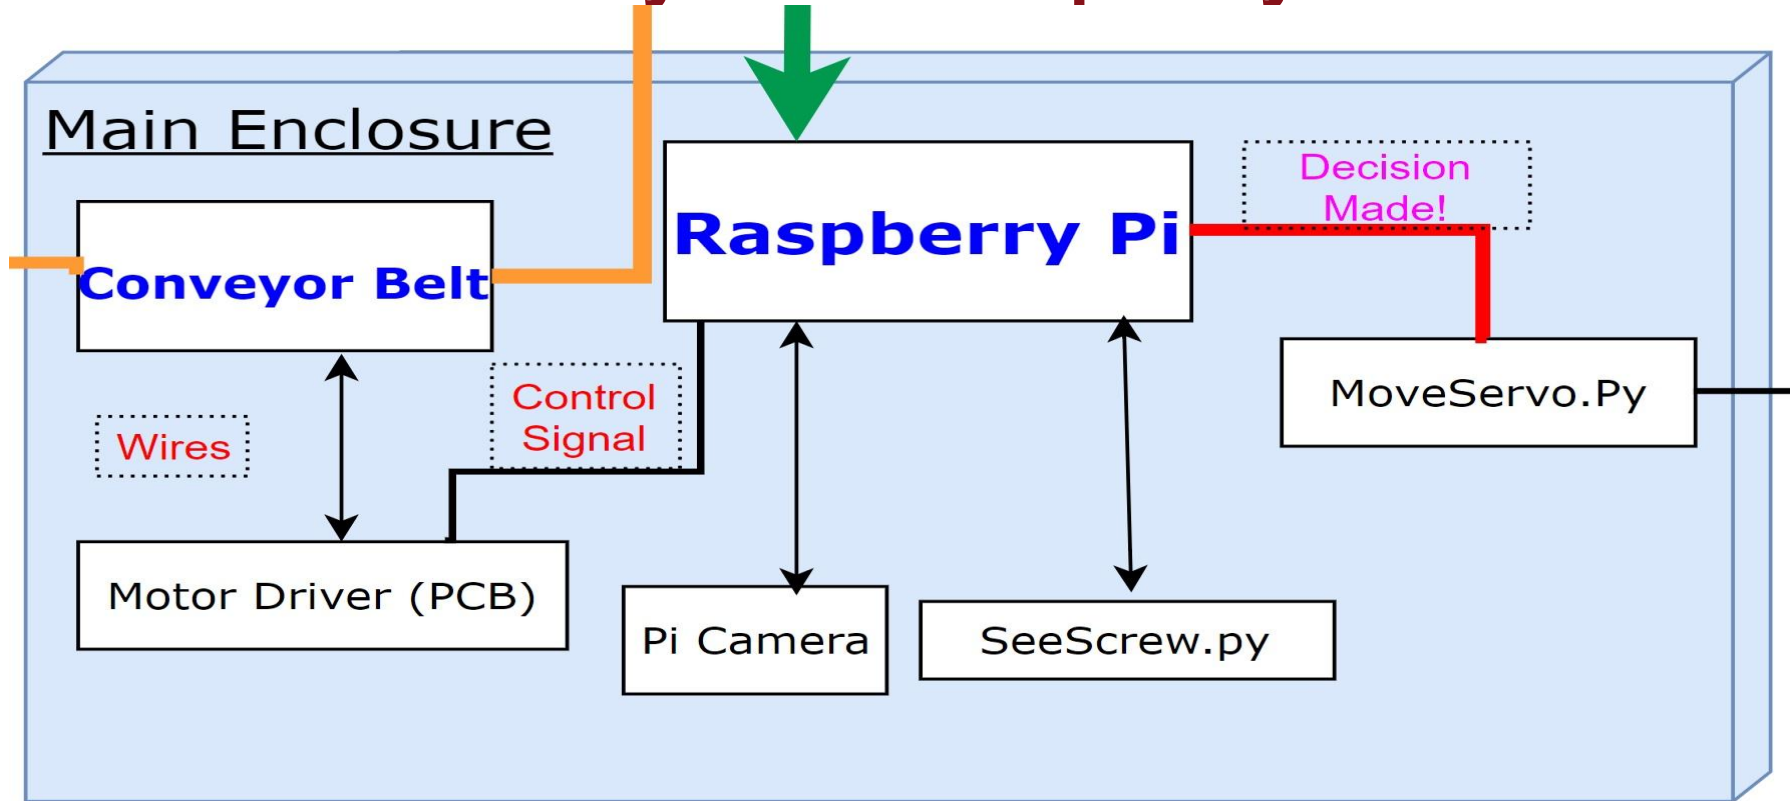 Main Enclosure
Raspberry Pi
Decision
Made!
Conveyor Belt
Control
Signal
MoveServo.Py
Wires
Motor Driver (PCB)
Pi Camera
SeeScrew.py